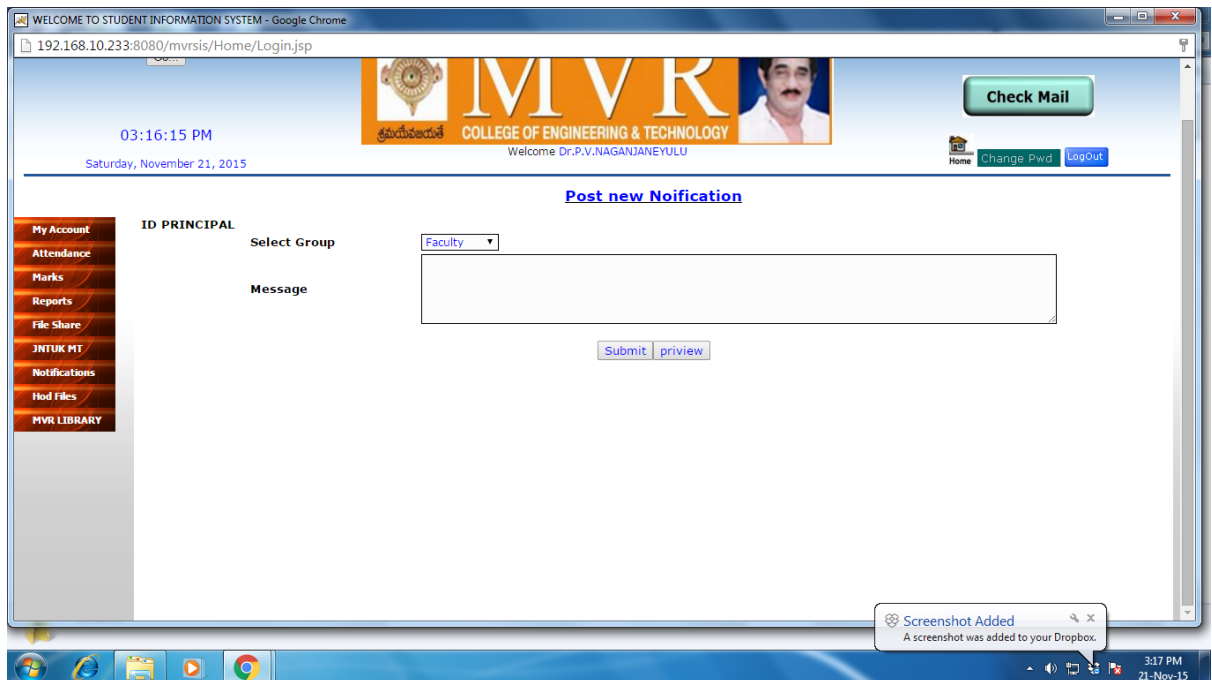 WELCOME TO STUDENT INFORMATION SYSTEM - Google Chrome
192.168.10.233:8080/mvrsis/Home/Login.jsp
MVR
శ్రమయేవజయతే
COLLEGE OF ENGINEERING & TECHNOLOGY
Check Mail
03:16:15 PM
Welcome Dr.P.V.NAGANJANEYULU
Saturday, November 21, 2015
Home
Change Pwd
LogOut
Post new Noification
My Account
Attendance
Marks
Reports
File Share
JNTUK MT
Notifications
Hod Files
MVR LIBRARY
ID PRINCIPAL
Select Group
Faculty
Message
Submit
priview
Screenshot Added
A screenshot was added to your Dropbox.
3:17 PM
21-Nov-15